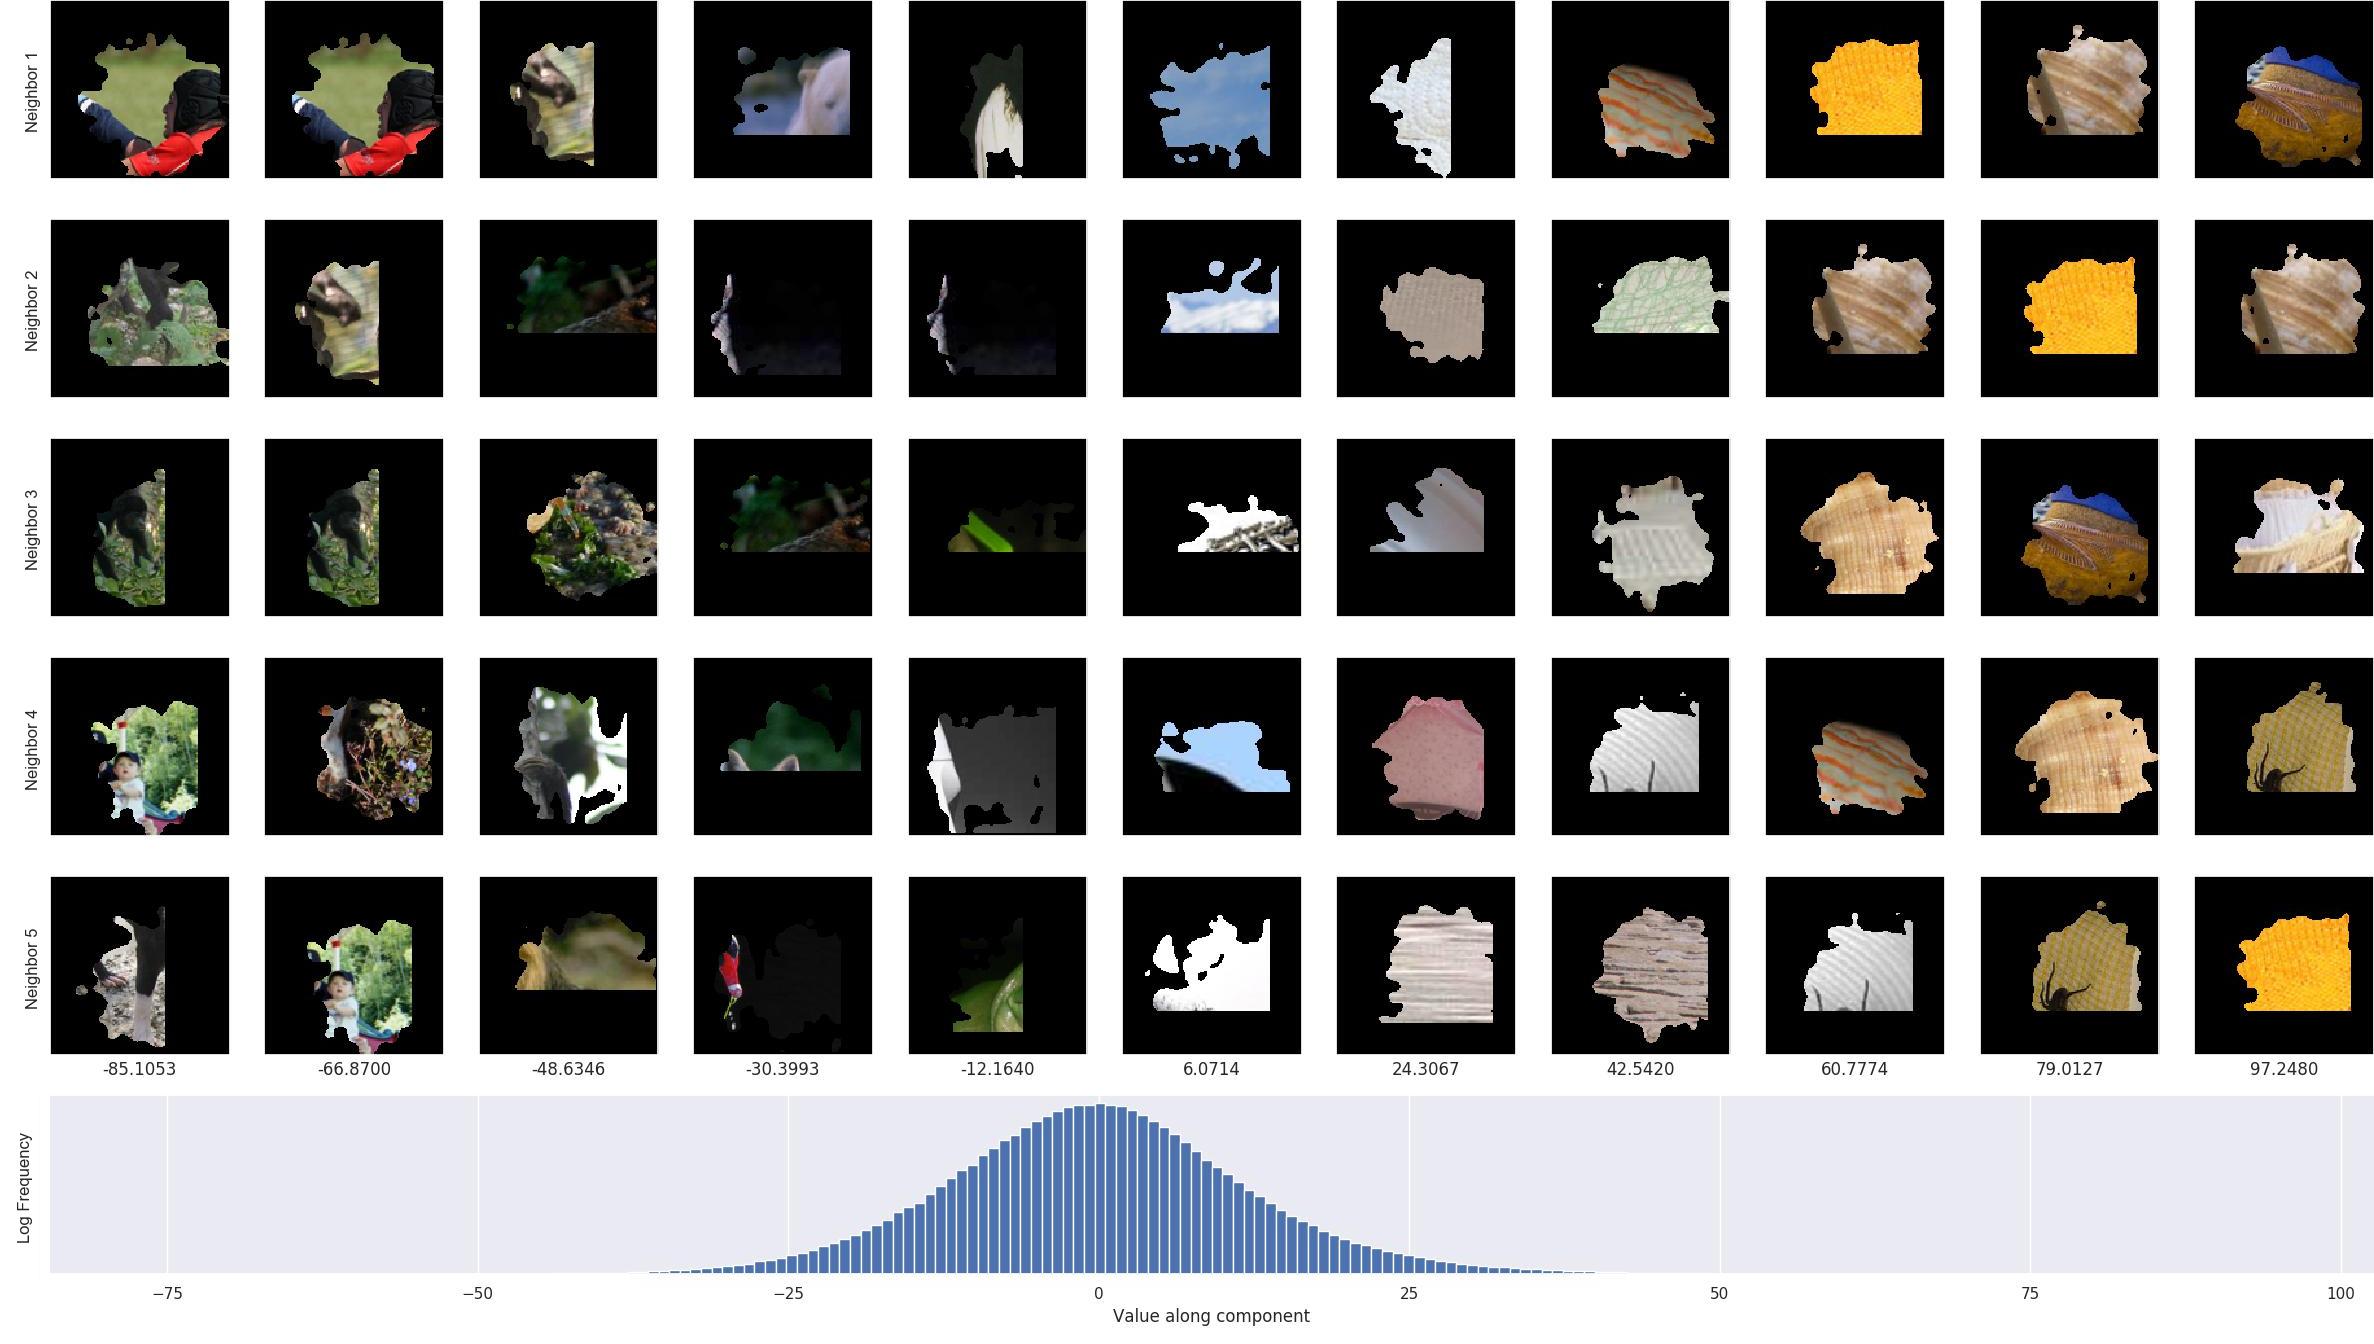 Neighbor 1
Neighbor 2
Neighbor 3
Neighbor 4
Neighbor 5
-85.1053 -66.8700 -48.6346 -30.3993 -12.1640 6.0714 24.3067 42.5420 60.7774 79.0127 97.2480
Log Frequency
−75 −50 −25 0 25 50 75 100
Value along component